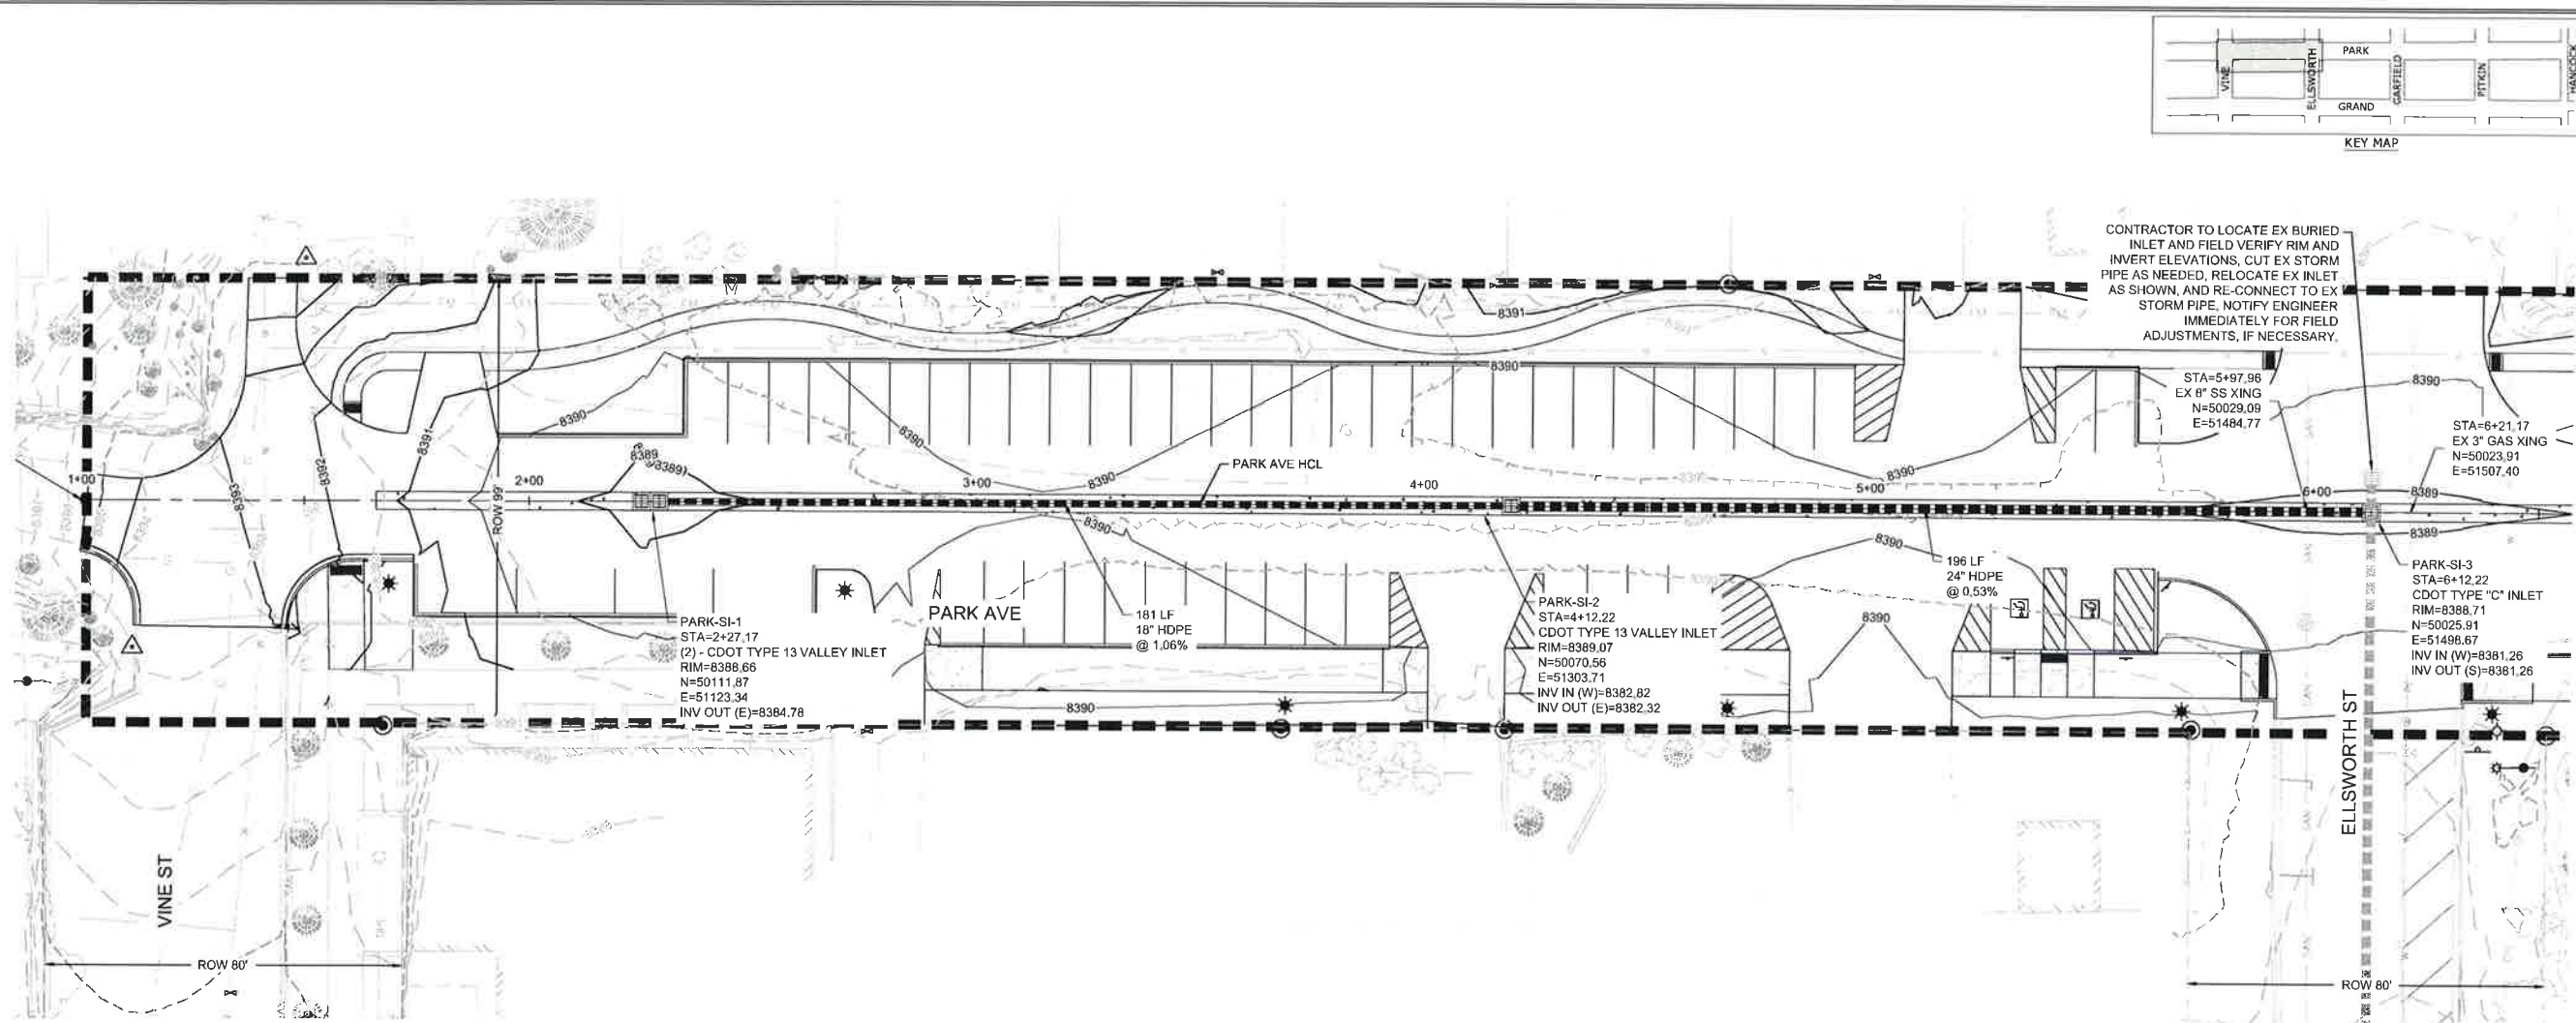 PARK
VINE
ELLSWORTH
GARFIELD
PITKIN
HANCOCK
GRAND
KEY MAP
CONTRACTOR TO LOCATE EX BURIED
INLET AND FIELD VERIFY RIM AND
INVERT ELEVATIONS, CUT EX STORM
PIPE AS NEEDED, RELOCATE EX INLET
AS SHOWN, AND RE-CONNECT TO EX
STORM PIPE, NOTIFY ENGINEER
IMMEDIATELY FOR FIELD
ADJUSTMENTS, IF NECESSARY.
8391
8390
STA=5+97.96
EX 8" SS XING
N=50029.09
E=51484.77
8390
STA=6+21.17
EX 3" GAS XING
N=50023.91
E=51507.40
8390
8391
8390
8389
(8389)
8392
8393
ROW 99'
PARK AVE HCL
1+00
2+00
3+00
4+00
5+00
6+00
8390
8390
8390
8389
8389
8390
8390
8390
8390
PARK AVE
PARK-SI-1
STA=2+27.17
(2) - CDOT TYPE 13 VALLEY INLET
RIM=8388.66
N=50111.87
E=51123.34
INV OUT (E)=8384.78
181 LF
18" HDPE
@ 1.06%
PARK-SI-2
STA=4+12.22
CDOT TYPE 13 VALLEY INLET
RIM=8389.07
N=50070.56
E=51303.71
INV IN (W)=8382.82
INV OUT (E)=8382.32
196 LF
24" HDPE
@ 0.53%
PARK-SI-3
STA=6+12.22
CDOT TYPE "C" INLET
RIM=8388.71
N=50025.91
E=51498.67
INV IN (W)=8381.26
INV OUT (S)=8381.26
VINE ST
ELLSWORTH ST
ROW 80'
ROW 80'